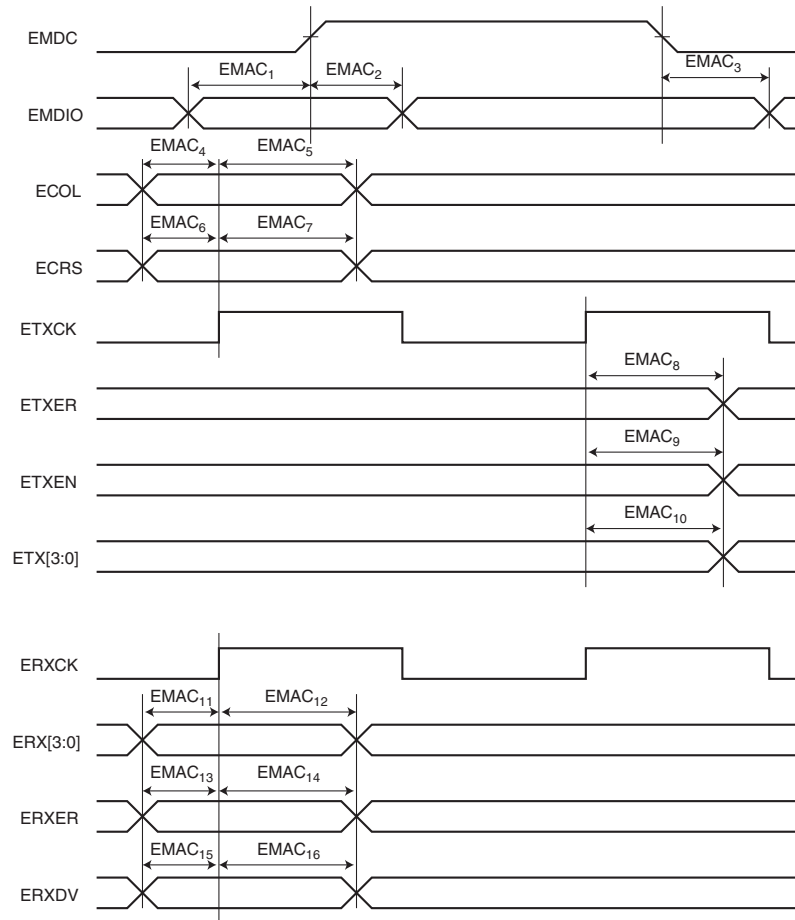 EMDC
EMAC1 EMAC2 EMAC3
EMDIO
EMAC4 EMAC5
ECOL
EMAC6 EMAC7
ECRS
ETXCK
EMAC8
ETXER
EMAC9
ETXEN
EMAC10
ETX[3:0]
ERXCK
EMAC11 EMAC12
ERX[3:0]
EMAC13 EMAC14
ERXER
EMAC15 EMAC16
ERXDV